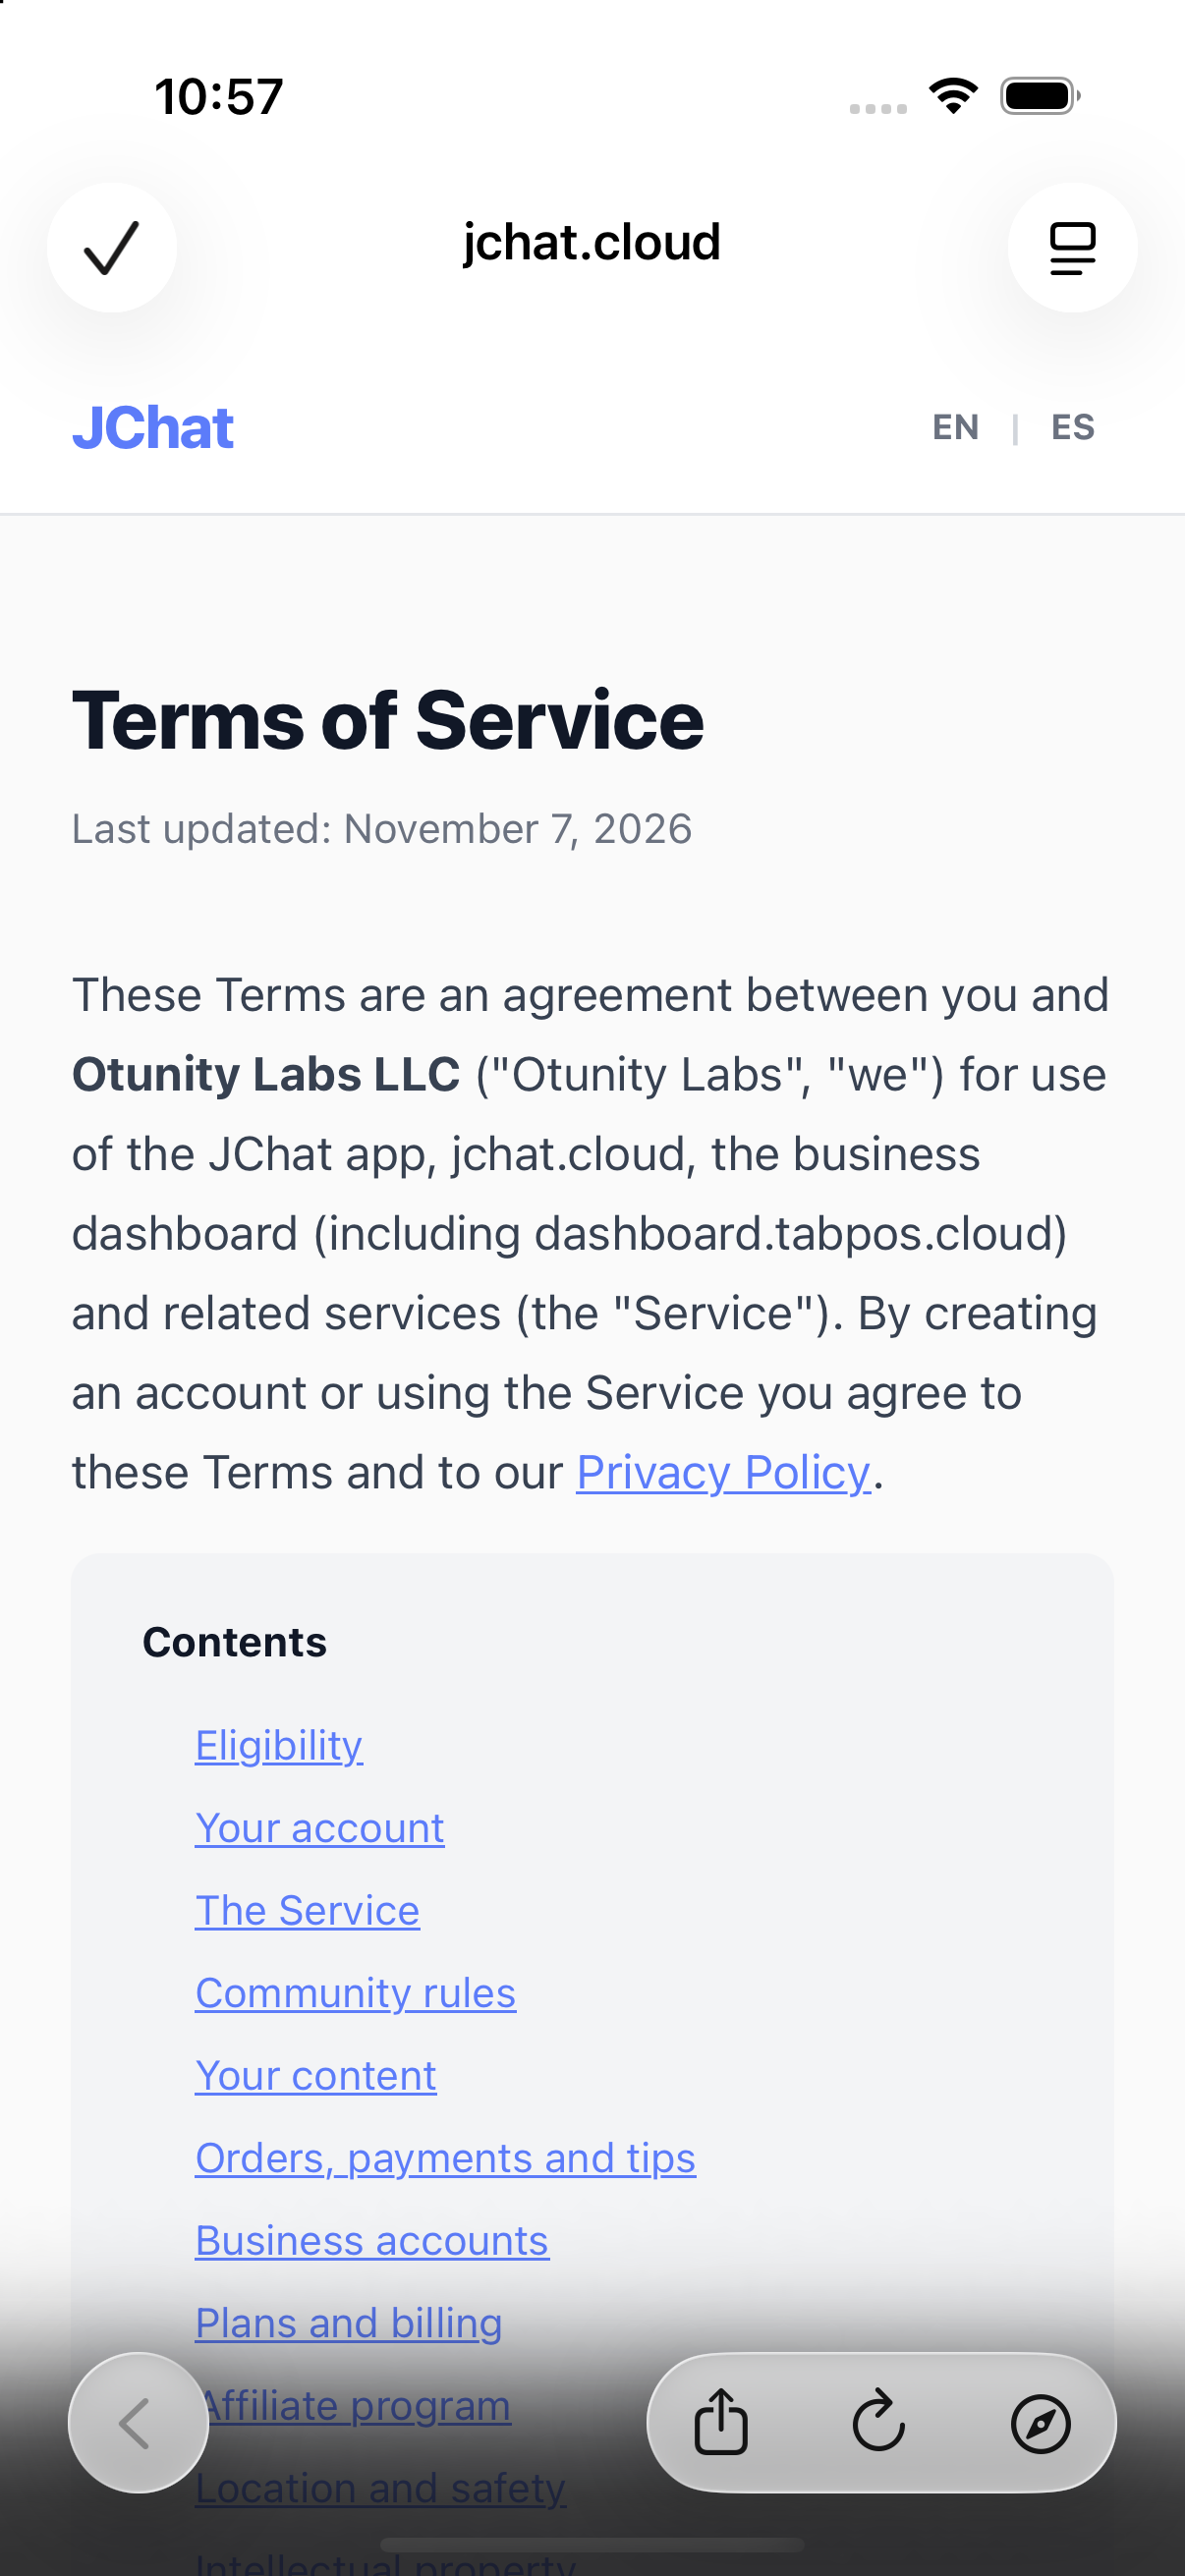 10:57
jchat.cloud
JChat
EN | ES
Terms of Service
Last updated: November 7, 2026
These Terms are an agreement between you and
Otunity Labs LLC ("Otunity Labs", "we") for use
of the JChat app, jchat.cloud, the business
dashboard (including dashboard.tabpos.cloud)
and related services (the "Service"). By creating
an account or using the Service you agree to
these Terms and to our Privacy Policy.
Contents
Eligibility
Your account
The Service
Community rules
Your content
Orders, payments and tips
Business accounts
Plans and billing
Affiliate program
Location and safety
Intellectual property